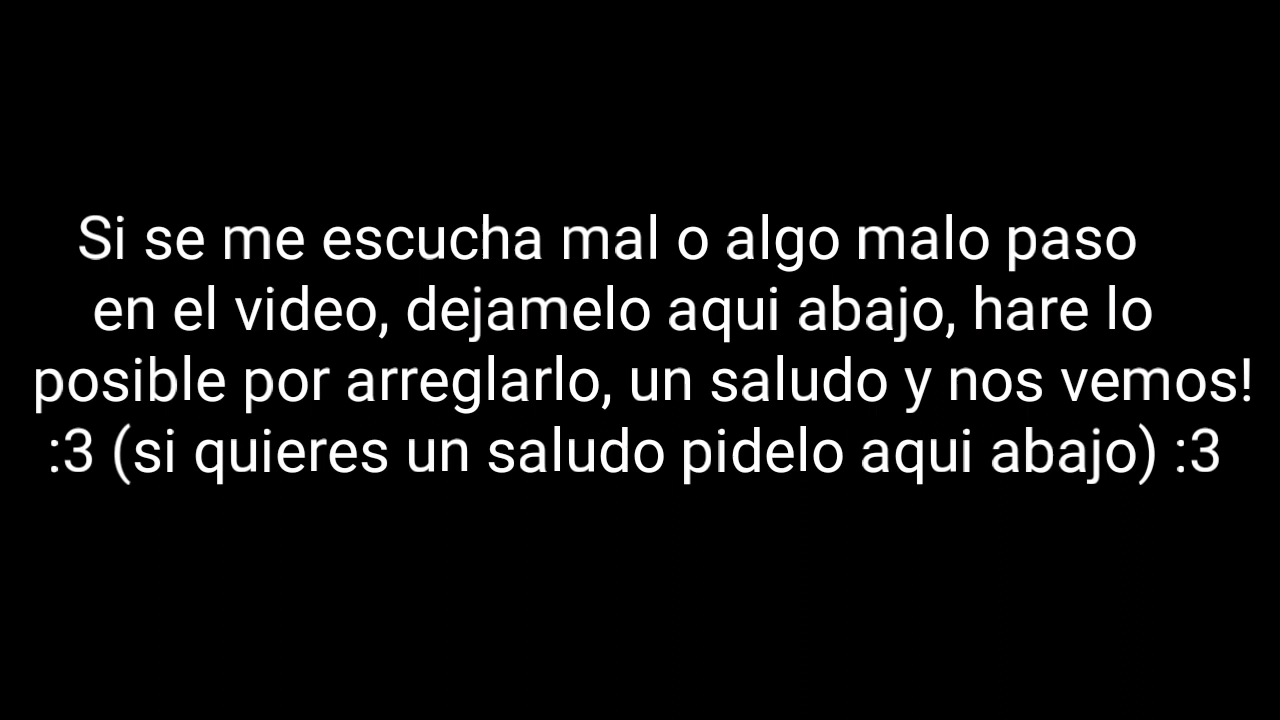 Si se me escucha mal o algo malo paso
en el video, dejamelo aqui abajo, hare lo
posible por arreglarlo, un saludo y nos vemos!
:3 (si quieres un saludo pidelo aqui abajo) :3